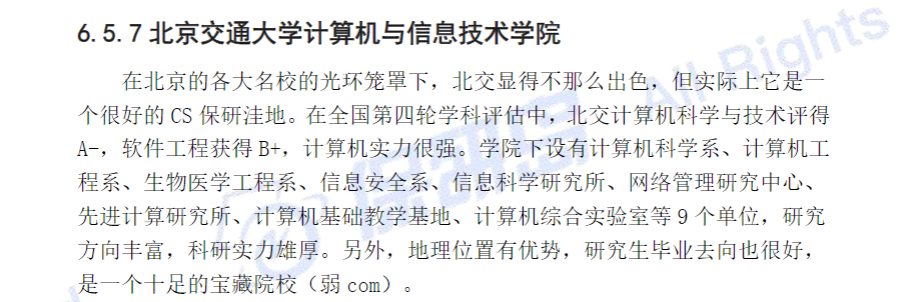 6.5.7 北京交通大学计算机与信息技术学院
在北京的各大名校的光环笼罩下，北交显得不那么出色，但实际上它是一
个很好的 CS 保研洼地。在全国第四轮学科评估中，北交计算机科学与技术评得
A-，软件工程获得 B+，计算机实力很强。学院下设有计算机科学系、计算机工
程系、生物医学工程系、信息安全系、信息科学研究所、网络管理研究中心、
先进计算研究所、计算机基础教学基地、计算机综合实验室等 9 个单位，研究
方向丰富，科研实力雄厚。另外，地理位置有优势，研究生毕业去向也很好，
是一个十足的宝藏院校（弱 com）。
保研岛
All Rights